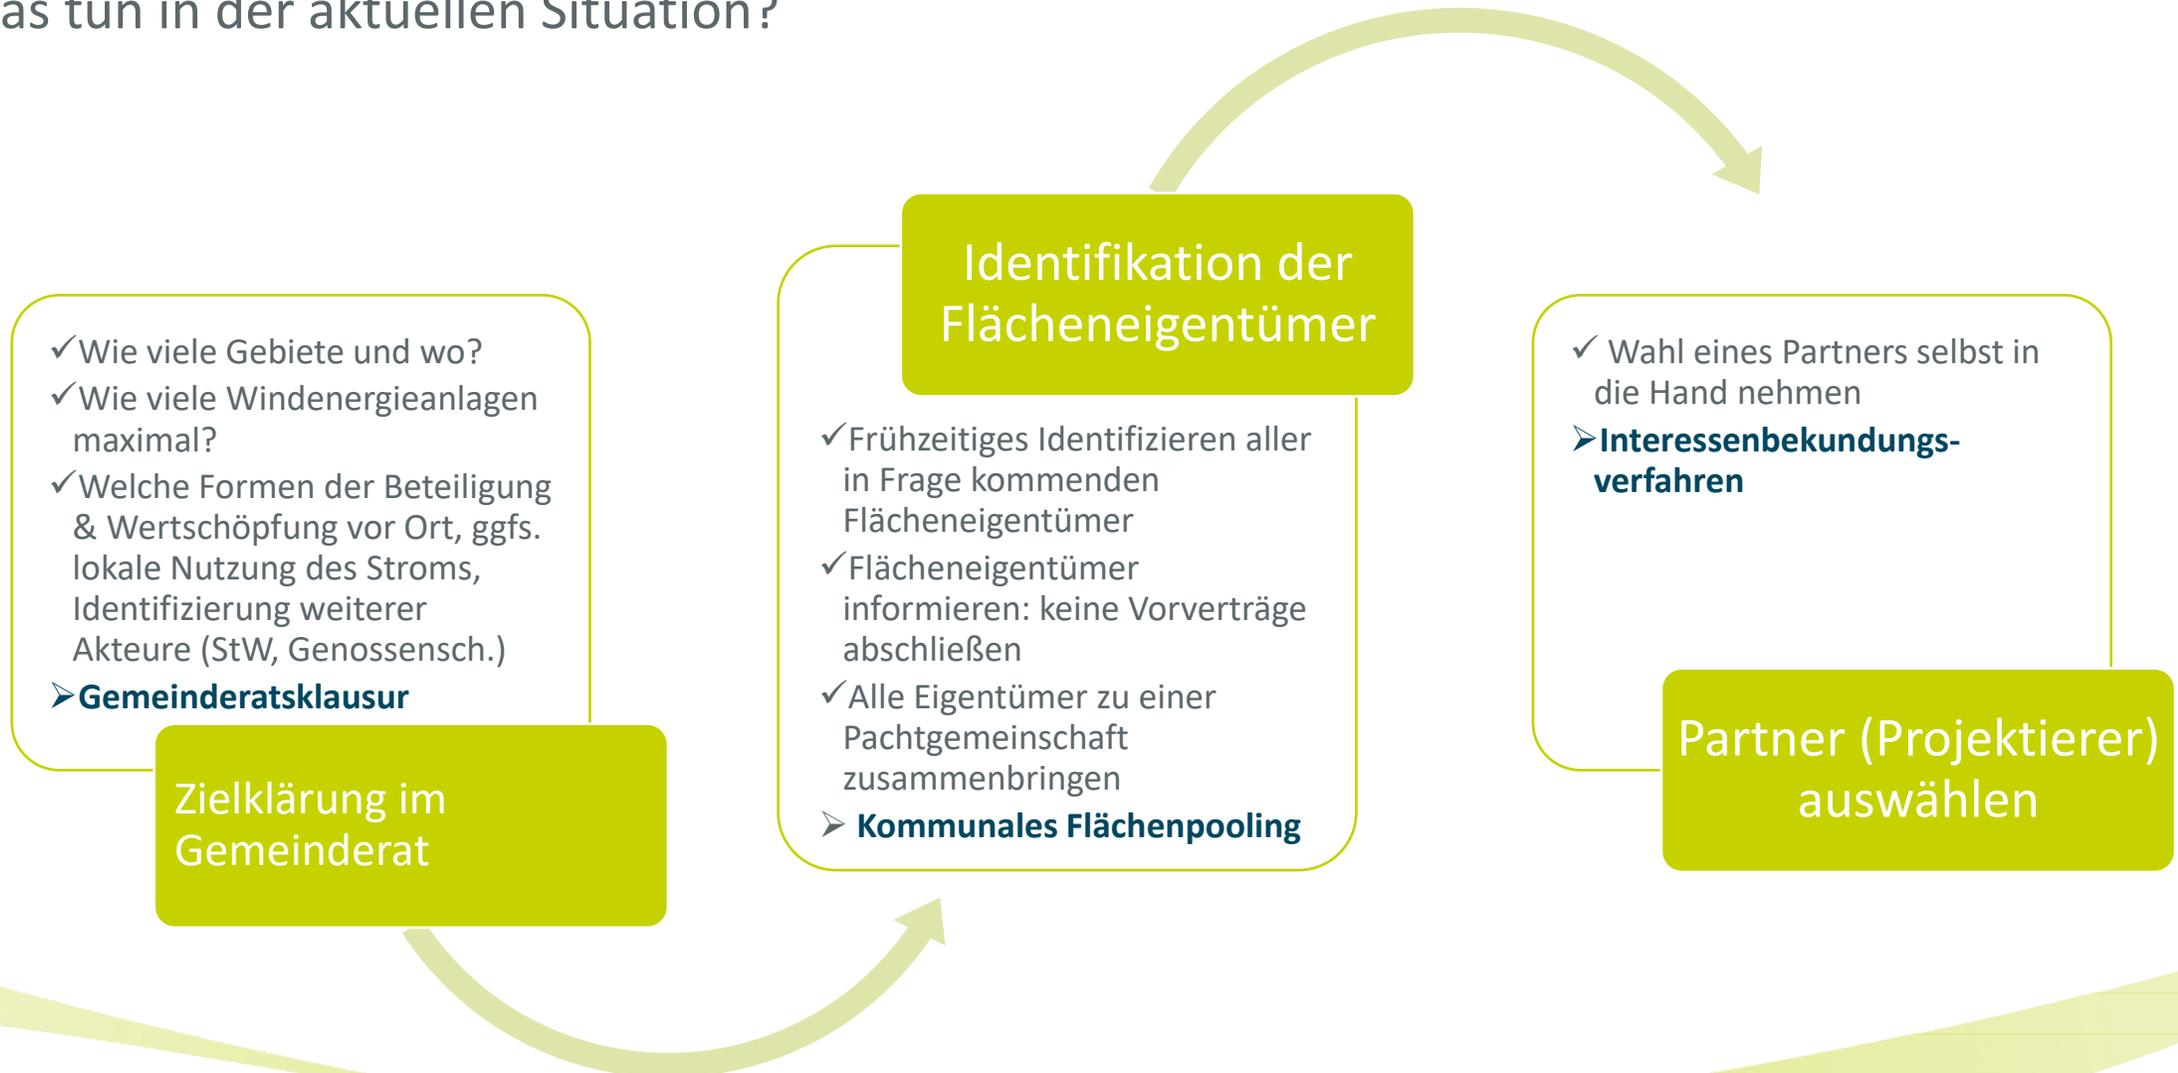 as tun in der aktuellen Situation?
✓Wie viele Gebiete und wo?
✓Wie viele Windenergieanlagen
maximal?
✓Welche Formen der Beteiligung
& Wertschöpfung vor Ort, ggfs.
lokale Nutzung des Stroms,
Identifizierung weiterer
Akteure (StW, Genossensch.)
➢Gemeinderatsklausur
Zielklärung im
Gemeinderat
Identifikation der
Flächeneigentümer
✓Frühzeitiges Identifizieren aller
in Frage kommenden
Flächeneigentümer
✓Flächeneigentümer
informieren: keine Vorverträge
abschließen
✓Alle Eigentümer zu einer
Pachtgemeinschaft
zusammenbringen
➢ Kommunales Flächenpooling
✓ Wahl eines Partners selbst in
die Hand nehmen
➢Interessenbekundungs-
verfahren
Partner (Projektierer)
auswählen